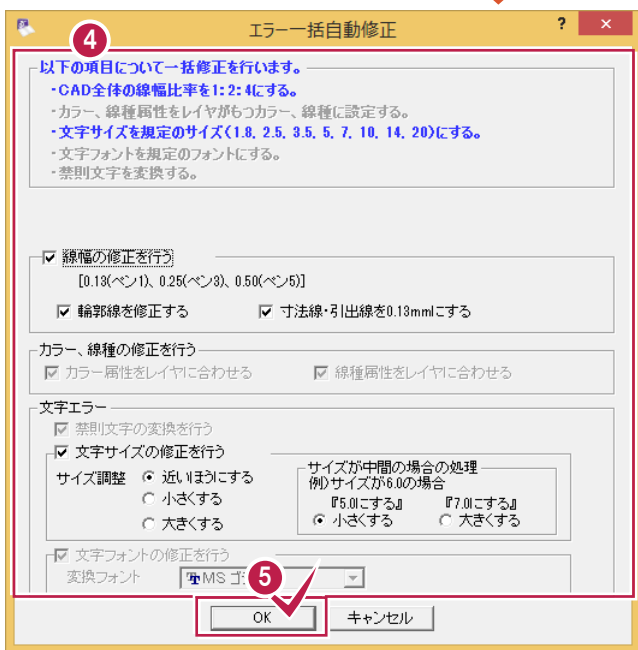 エラー一括自動修正
? ×
4
以下の項目について一括修正を行います。
・CAD全体の線幅比率を1:2:4にする。
・カラー、線種属性をレイヤがもつカラー、線種に設定する。
・文字サイズを規定のサイズ(1.8, 2.5, 3.5, 5, 7, 10, 14, 20)にする。
・文字フォントを規定のフォントにする。
・禁則文字を変換する。
線幅の修正を行う
[0.13(ペン1)、0.25(ペン3)、0.50(ペン5)]
輪郭線を修正する 寸法線・引出線を0.13mmにする
カラー、線種の修正を行う
カラー属性をレイヤに合わせる 線種属性をレイヤに合わせる
文字エラー
禁則文字の変換を行う
文字サイズの修正を行う
サイズ調整 近いほうにする
小さくする
大きくする
サイズが中間の場合の処理
例)サイズが6.0の場合
『5.0にする』 『7.0にする』
小さくする 大きくする
文字フォントの修正を行う
変換フォント MS ゴ
5
OK キャンセル